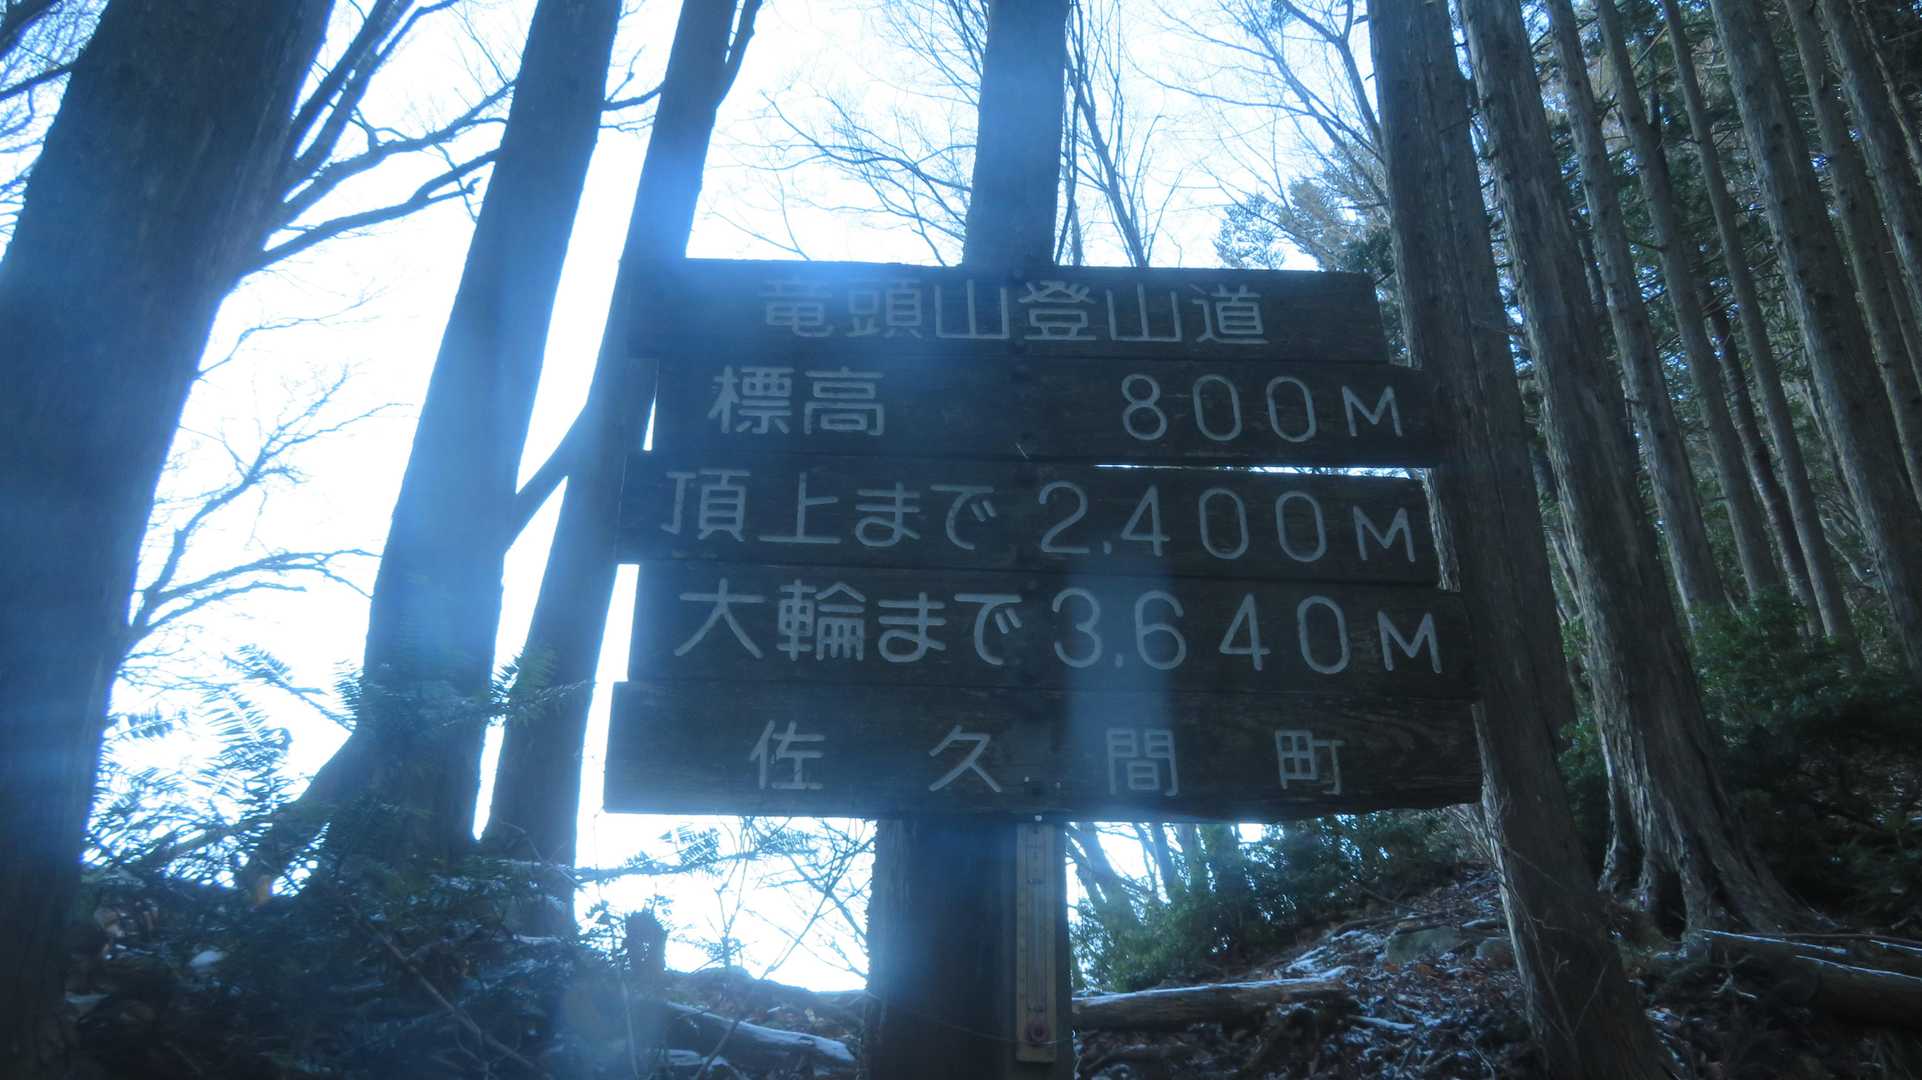 竜頭山登山道
標高 800M
頂上まで2,400M
大輪まで3,640M
佐久間町